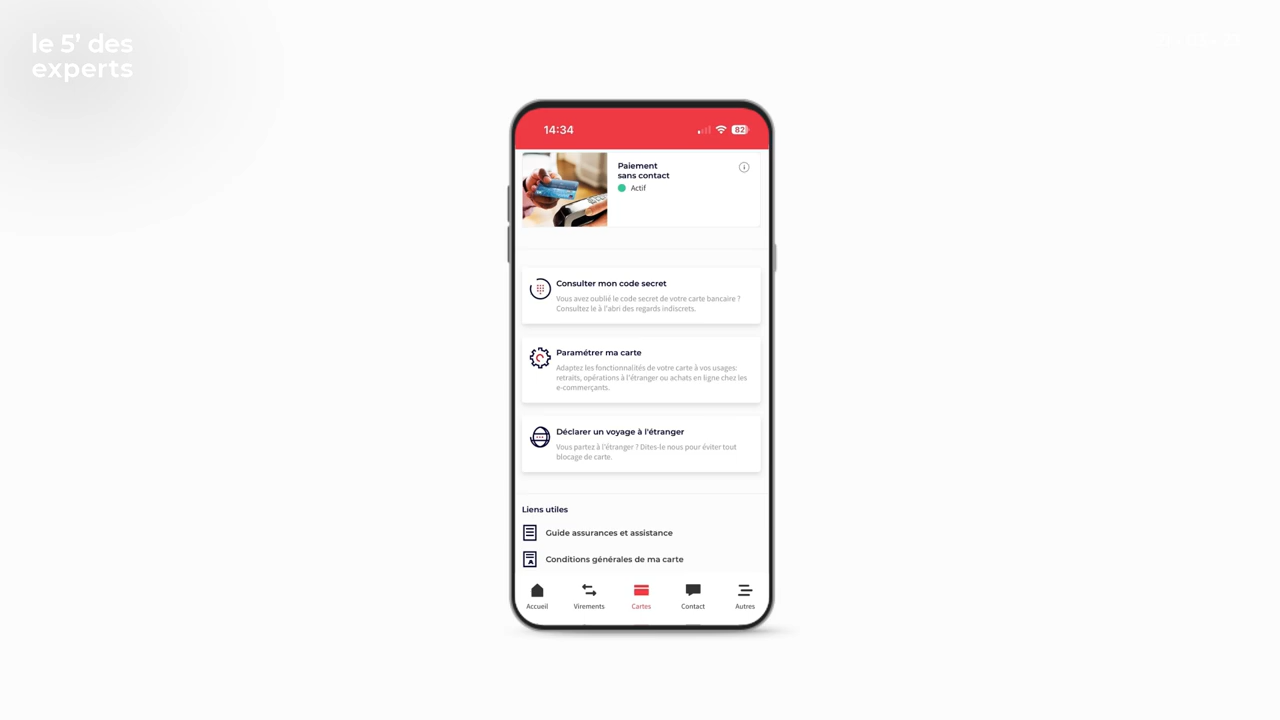 le 5' des
experts
14:34
82
Paiement
sans contact
Actif
Consulter mon code secret
Vous avez oublié le code secret de votre carte bancaire ?
Consultez le à l'abri des regards indiscrets.
Paramétrer ma carte
Adaptez les fonctionnalités de votre carte à vos usages:
retraits, opérations à l'étranger ou achats en ligne chez les
e-commerçants.
Déclarer un voyage à l'étranger
Vous partez à l'étranger ? Dites-le nous pour éviter tout
blocage de carte.
Liens utiles
Guide assurances et assistance
Conditions générales de ma carte
Accueil
Virements
Cartes
Contact
Autres